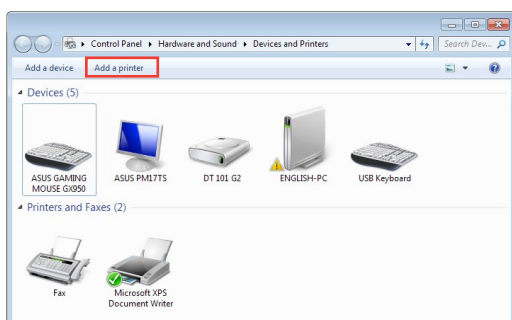 Control Panel ▸ Hardware and Sound ▸ Devices and Printers
Search Dev...
Add a device
Add a printer
Devices (5)
ASUS GAMING
MOUSE GX950
ASUS PM17TS
DT 101 G2
ENGLISH-PC
USB Keyboard
Printers and Faxes (2)
Fax
Microsoft XPS
Document Writer